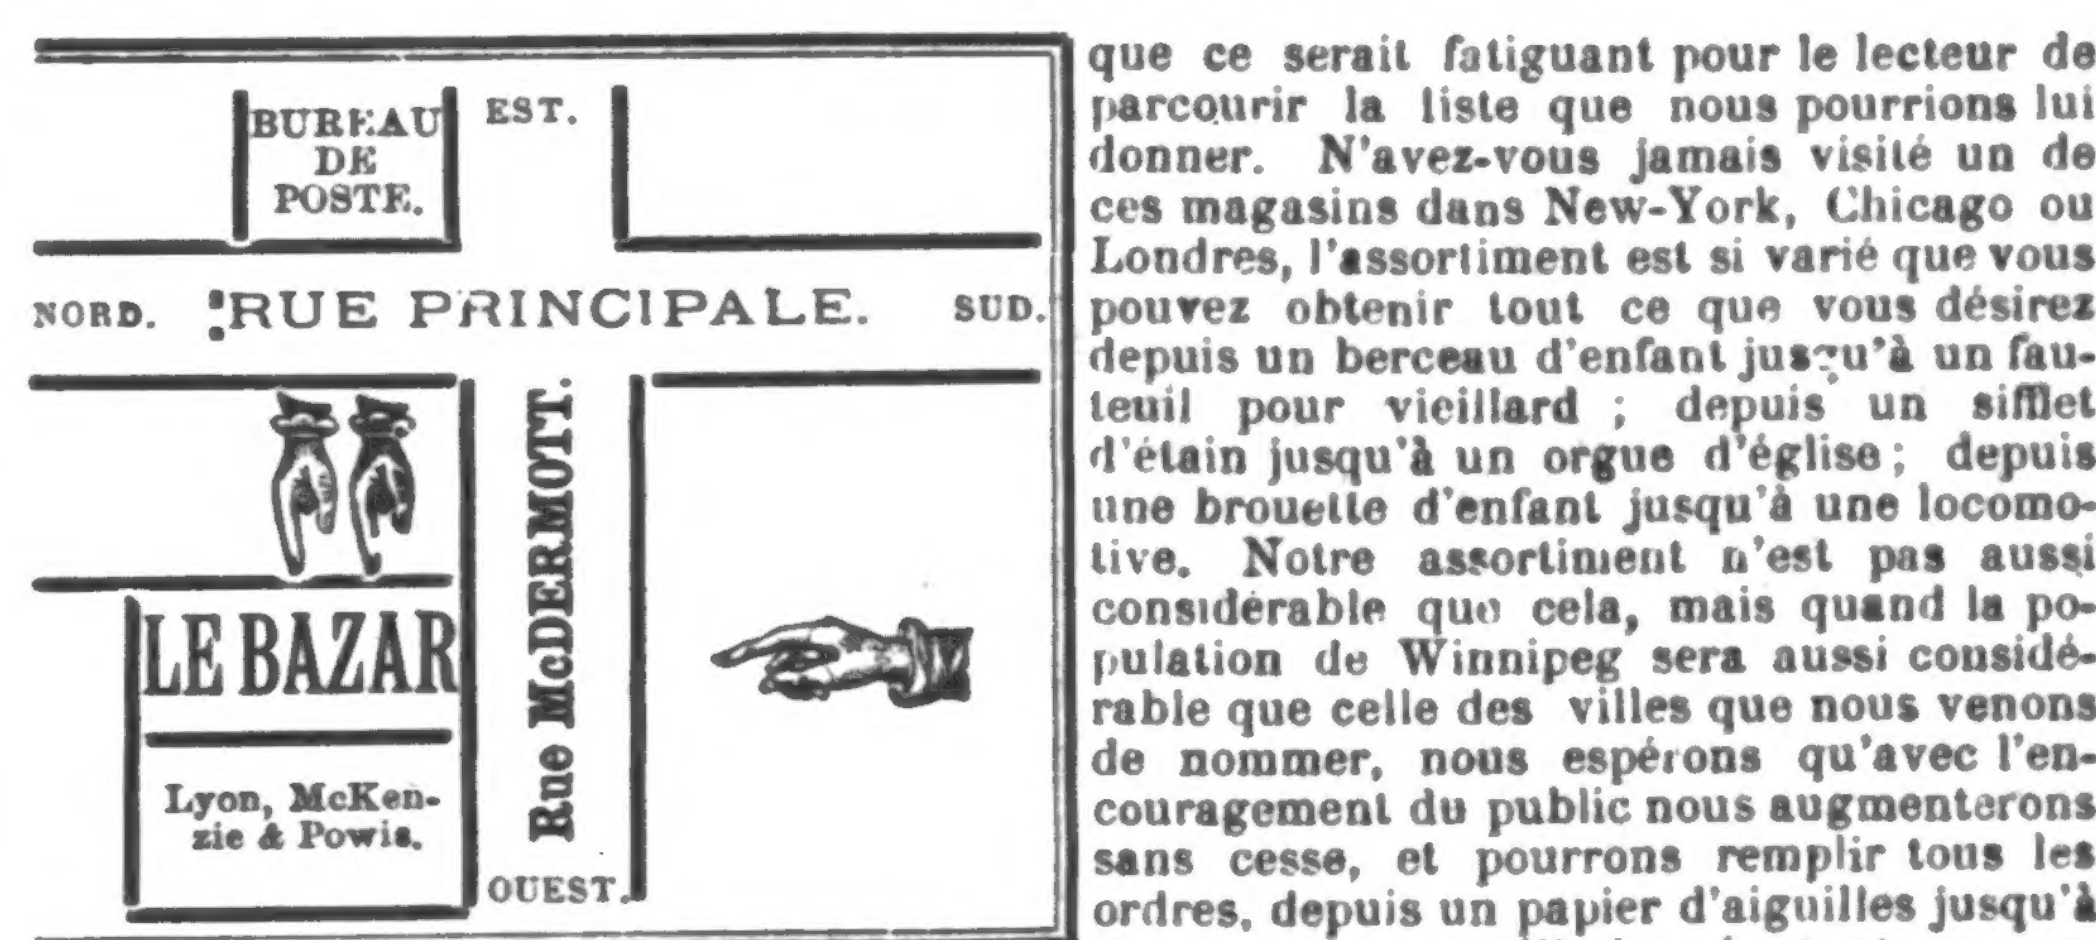 BUREAU
DE
POSTE.
EST.
NORD.
RUE PRINCIPALE.
SUD.
Rue McDERMOTT.
LE BAZAR
Lyon, McKen-
zie & Powis.
OUEST.
que ce serait fatiguant pour le lecteur de
parcourir la liste que nous pourrions lui
donner. N'avez-vous jamais visité un de
ces magasins dans New-York, Chicago ou
Londres, l'assortiment est si varié que vous
pouvez obtenir tout ce que vous désirez
depuis un berceau d'enfant jusqu'à un fau-
teuil pour vieillard ; depuis un sifflet
d'étain jusqu'à un orgue d'église ; depuis
une brouette d'enfant jusqu'à une locomo-
tive. Notre assortiment n'est pas aussi
considérable que cela, mais quand la po-
pulation de Winnipeg sera aussi considé-
rable que celle des villes que nous venons
de nommer, nous espérons qu'avec l'en-
couragement du public nous augmenterons
sans cesse, et pourrons remplir tous les
ordres, depuis un papier d'aiguilles jusqu'à